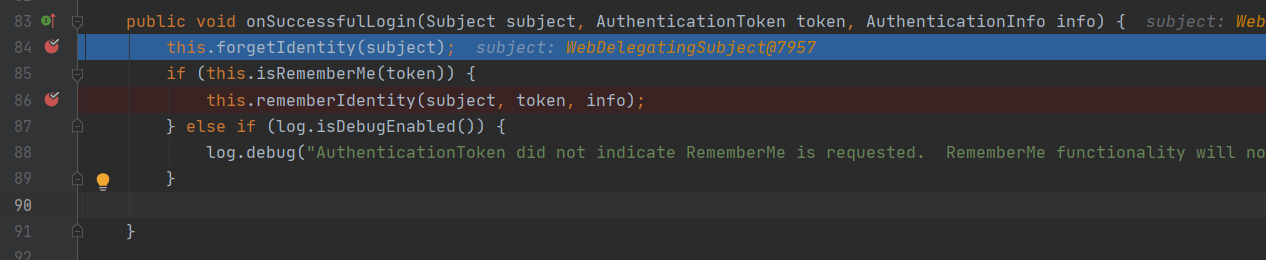 83 public void onSuccessfulLogin(Subject subject, AuthenticationToken token, AuthenticationInfo info) { subject: Web
84 this.forgetIdentity(subject); subject: WebDelegatingSubject@7957
85 if (this.isRememberMe(token)) {
86 this.rememberIdentity(subject, token, info);
87 } else if (log.isDebugEnabled()) {
88 log.debug("AuthenticationToken did not indicate RememberMe is requested.  RememberMe functionality will no
89 }
90
91 }
92